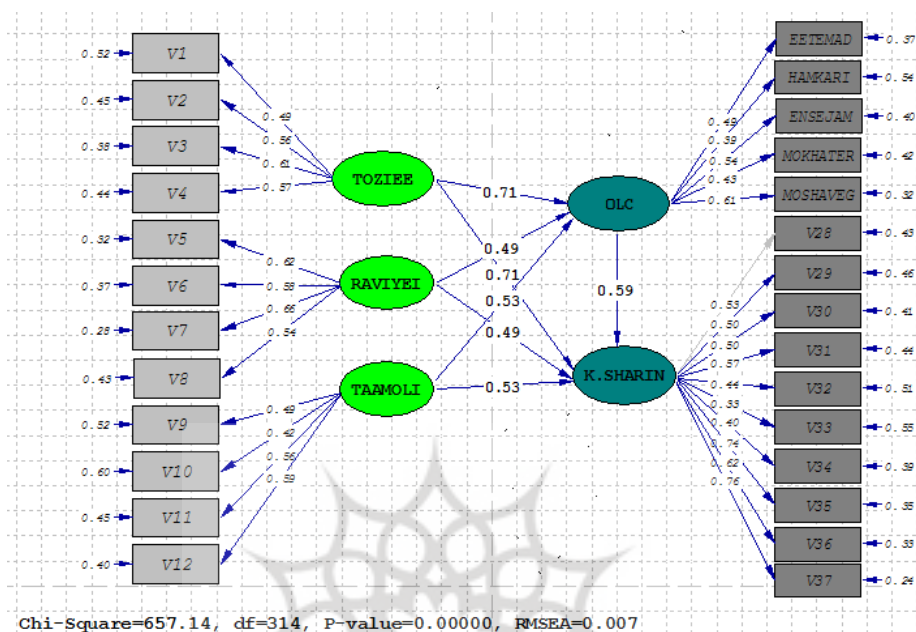 0.52 V1
0.45 V2
0.38 V3
0.44 V4
0.32 V5
0.37 V6
0.28 V7
0.43 V8
0.52 V9
0.60 V10
0.45 V11
0.40 V12
0.49
0.56
0.61
0.57
0.62
0.58
0.66
0.54
0.49
0.42
0.56
0.59
TOZIEE
RAVIYEI
TAAMOLI
0.71
0.49
0.71
0.53
0.49
0.53
OLC
0.59
K.SHARIN
0.49
0.39
0.54
0.43
0.61
0.53
0.50
0.50
0.57
0.44
0.33
0.40
0.74
0.62
0.76
EETEMAD 0.37
HAMKARI 0.54
ENSEJAM 0.40
MOKHATER 0.42
MOSHAVEG 0.32
V28 0.43
V29 0.46
V30 0.41
V31 0.44
V32 0.51
V33 0.55
V34 0.39
V35 0.35
V36 0.33
V37 0.24
Chi-Square=657.14, df=314, P-value=0.00000, RMSEA=0.007